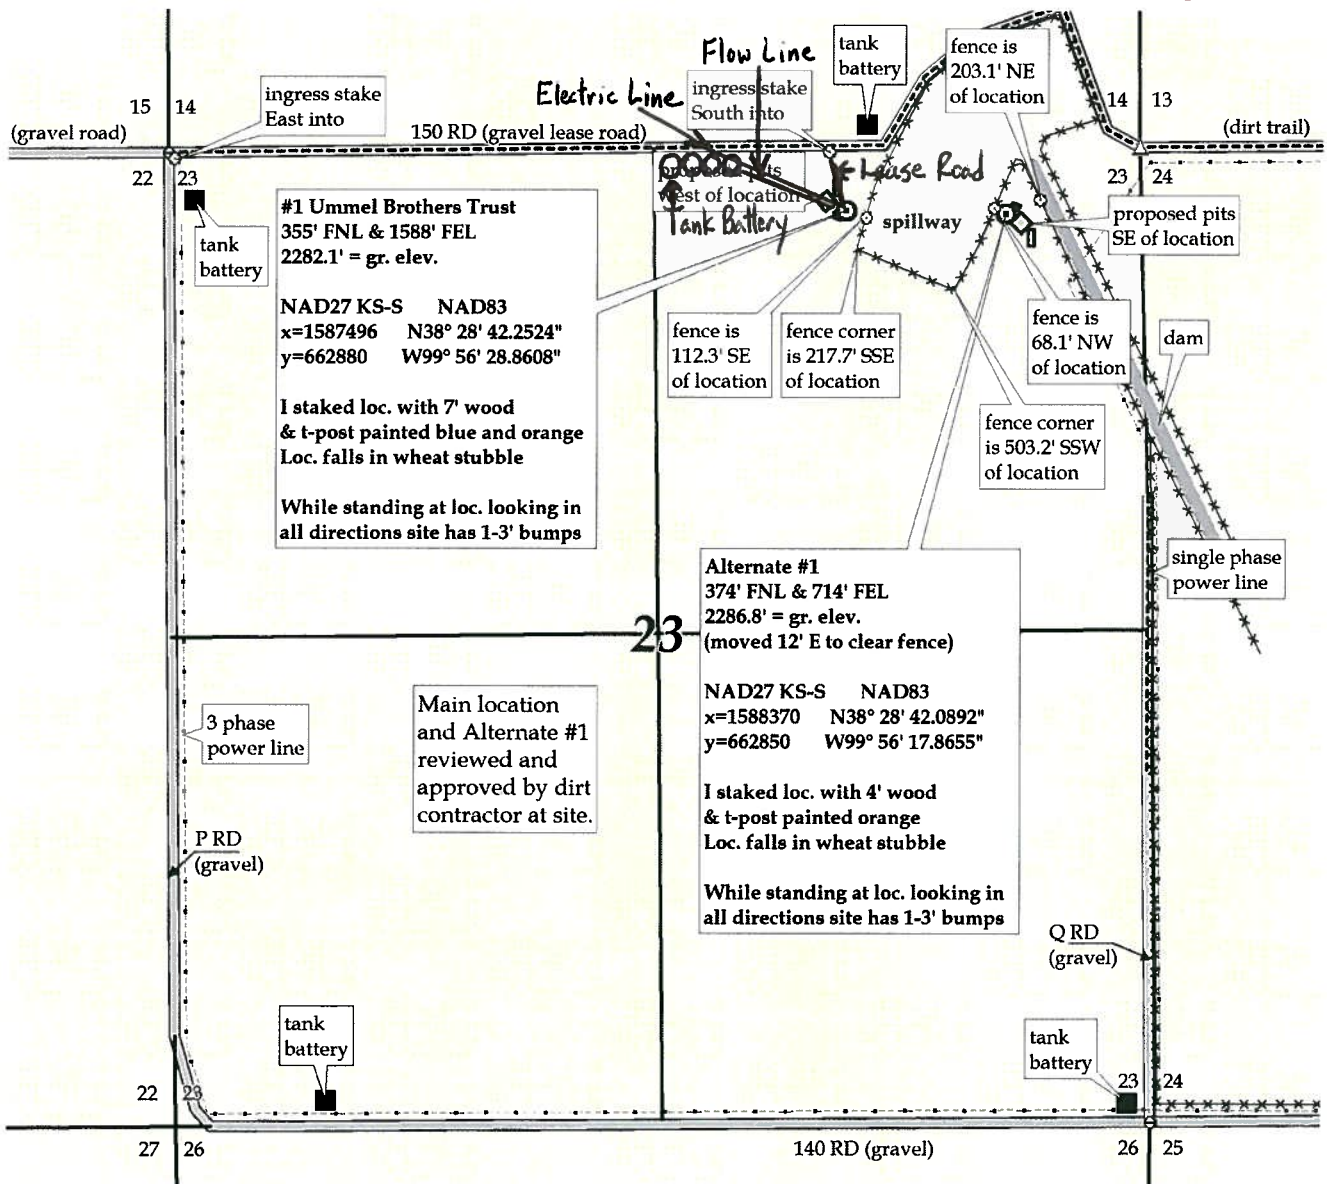 Flow Line
tank
battery
fence is
203.1' NE
of location
ingress stake
East into
Electric Line
ingress stake
South into
15
14
14
13
(gravel road)
150 RD (gravel lease road)
(dirt trail)
22
23
proposed pits
west of location
Lease Road
23
24
tank
battery
Tank Battery
spillway
proposed pits
SE of location
#1 Ummel Brothers Trust
355' FNL & 1588' FEL
2282.1' = gr. elev.
NAD27 KS-S NAD83
x=1587496 N38° 28' 42.2524"
y=662880 W99° 56' 28.8608"
I staked loc. with 7' wood
& t-post painted blue and orange
Loc. falls in wheat stubble
While standing at loc. looking in
all directions site has 1-3' bumps
fence is
112.3' SE
of location
fence corner
is 217.7' SSE
of location
fence is
68.1' NW
of location
dam
fence corner
is 503.2' SSW
of location
single phase
power line
Alternate #1
374' FNL & 714' FEL
2286.8' = gr. elev.
(moved 12' E to clear fence)
NAD27 KS-S NAD83
x=1588370 N38° 28' 42.0892"
y=662850 W99° 56' 17.8655"
I staked loc. with 4' wood
& t-post painted orange
Loc. falls in wheat stubble
While standing at loc. looking in
all directions site has 1-3' bumps
23
Main location
and Alternate #1
reviewed and
approved by dirt
contractor at site.
3 phase
power line
P RD
(gravel)
Q RD
(gravel)
tank
battery
tank
battery
22
23
23
24
27
26
140 RD (gravel)
26
25